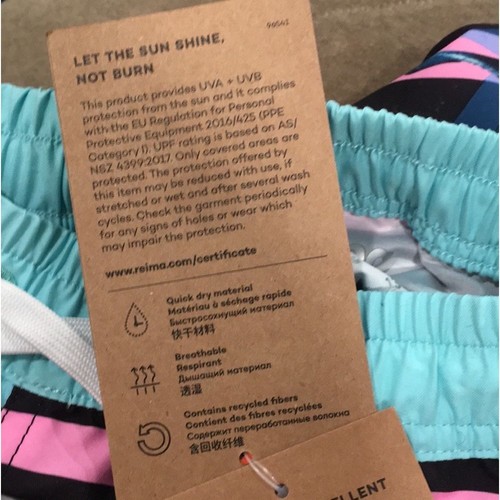 90541
LET THE SUN SHINE,
NOT BURN
This product provides UVA + UVB
protection from the sun and it complies
with the EU Regulation for Personal
Protective Equipment 2016/425 (PPE
Category I). UPF rating is based on AS/
NSZ 4399:2017. Only covered areas are
protected. The protection offered by
this item may be reduced with use, if
stretched or wet and after several wash
cycles. Check the garment periodically
for any signs of holes or wear which
may impair the protection.
www.reima.com/certificate
Quick dry material
Matériau à séchage rapide
Быстросохнущий материал
快干材料
Breathable
Respirant
Дышащий материал
透湿
Contains recycled fibers
Contient des fibres recyclées
Содержит переработанные волокна
含回收纤维